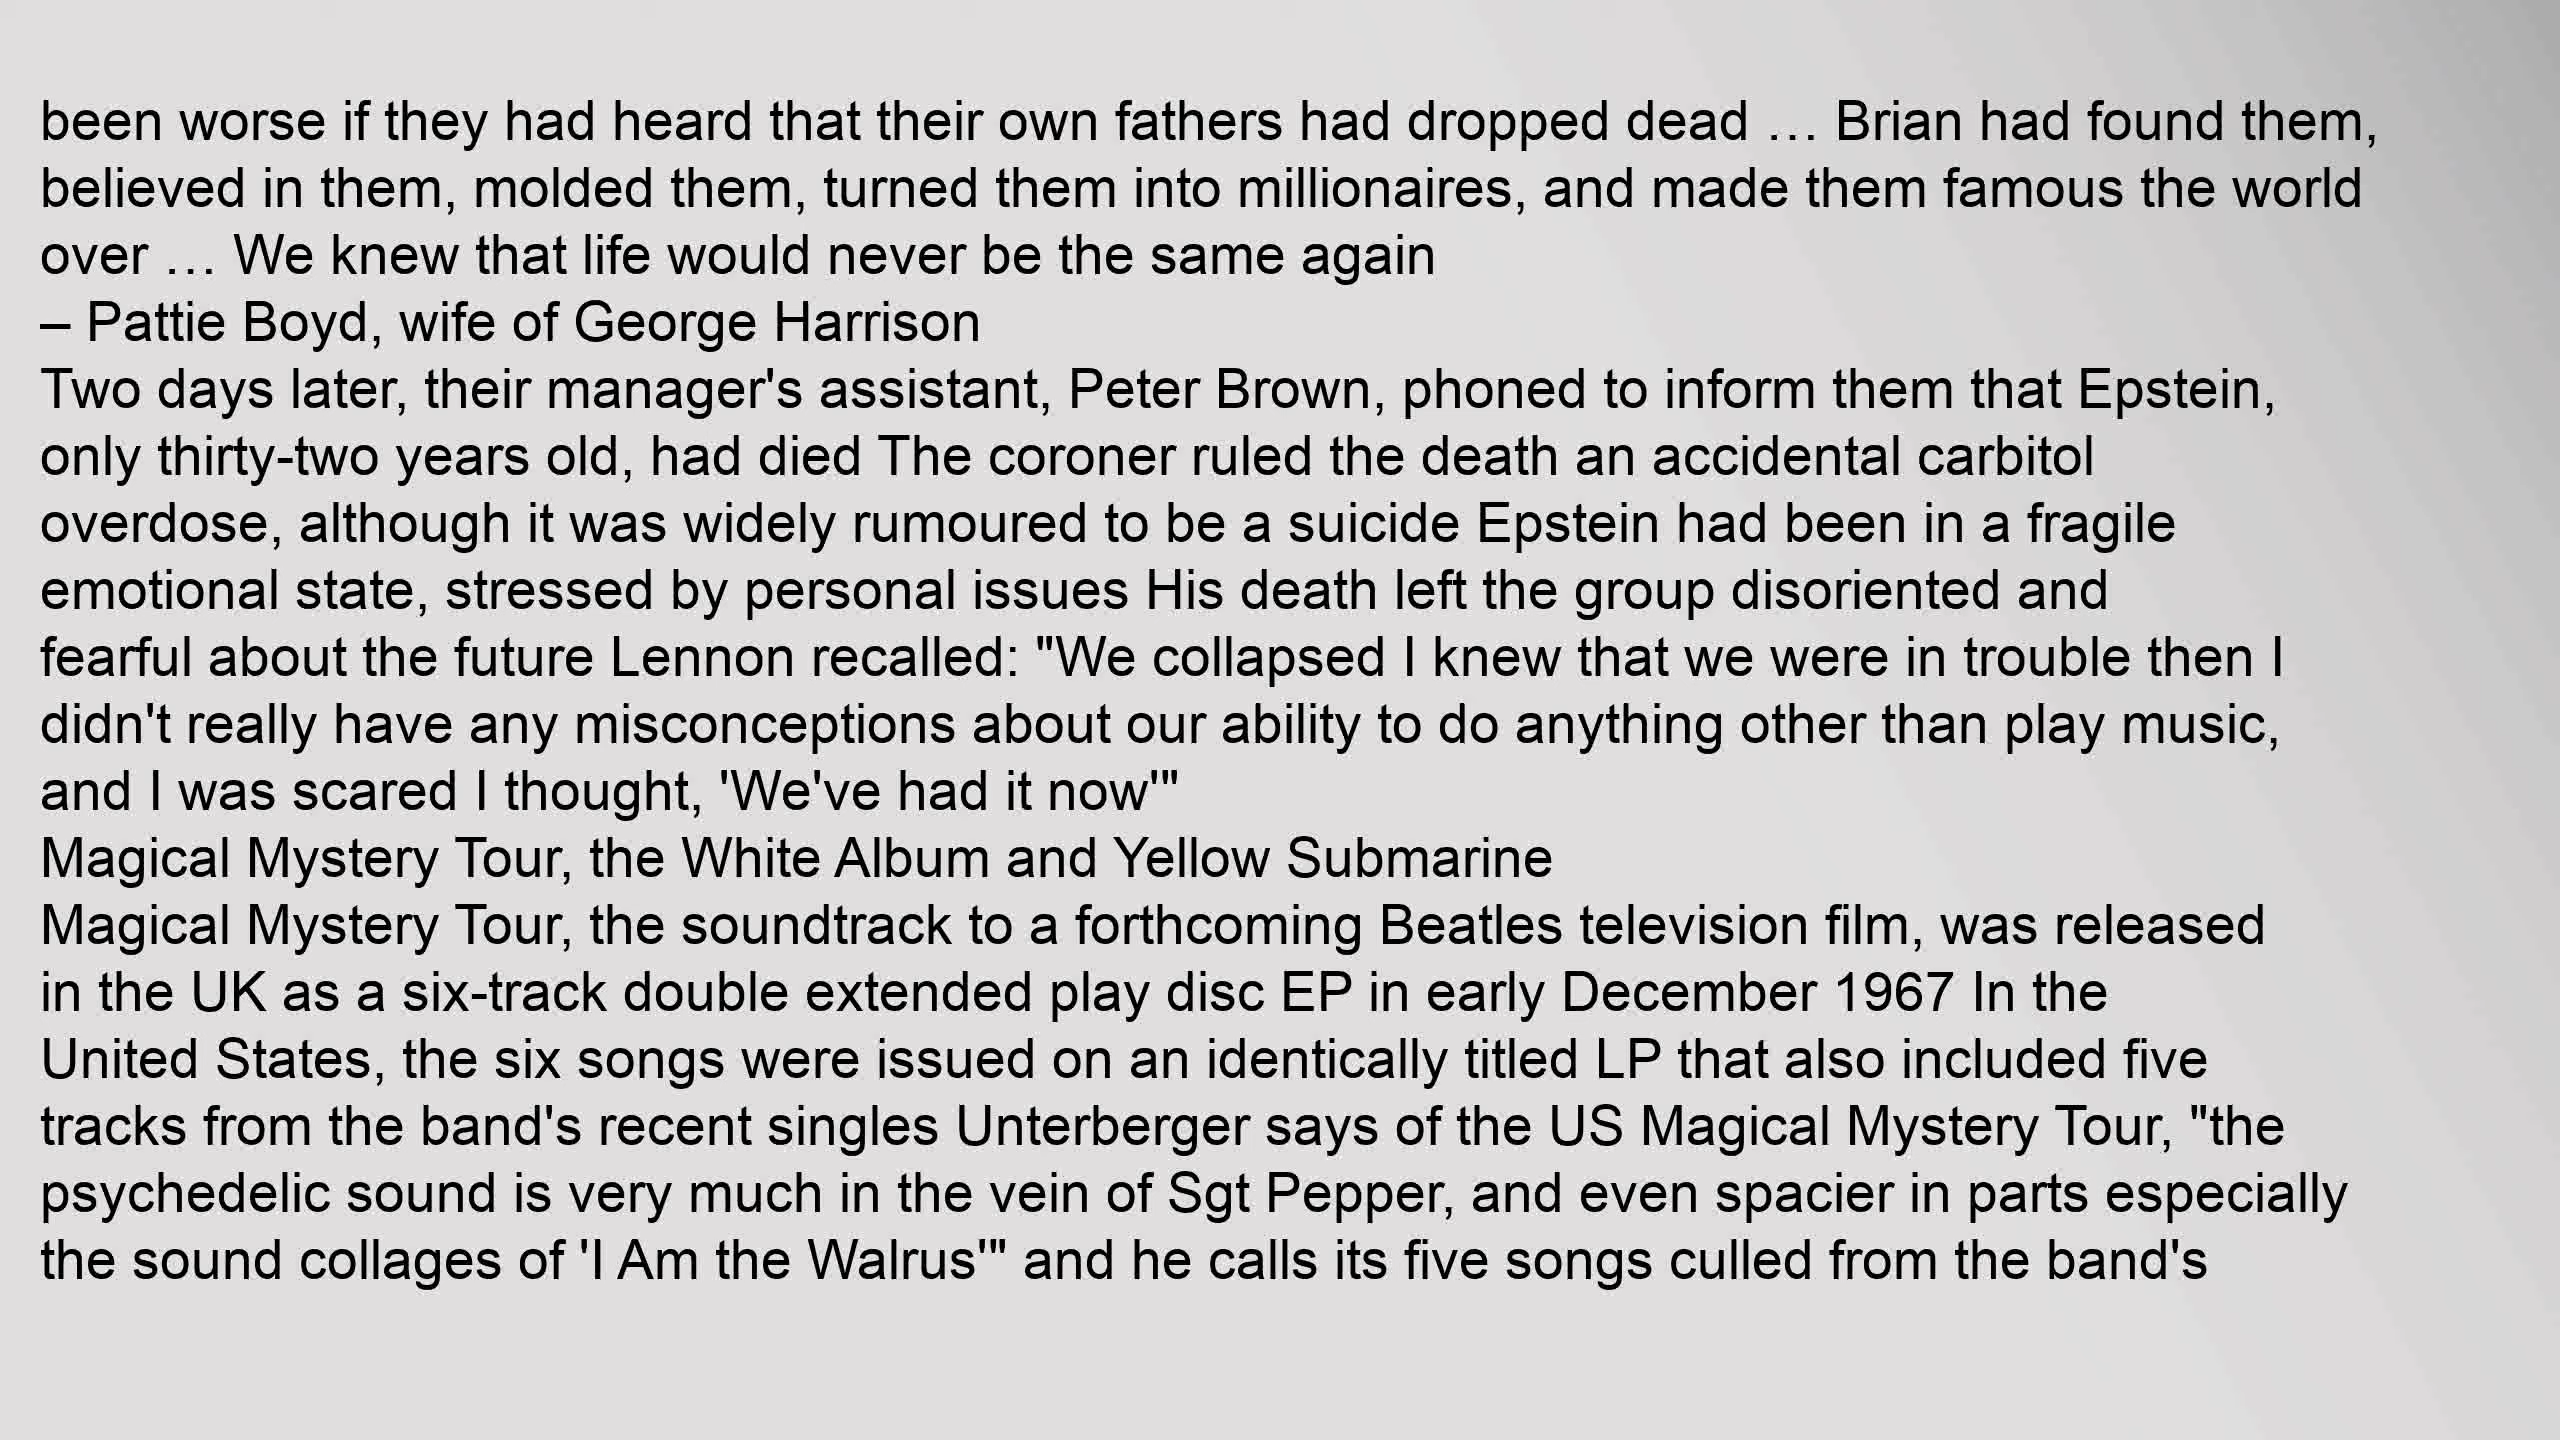 been worse if they had heard that their own fathers had dropped dead … Brian had found them,
believed in them, molded them, turned them into millionaires, and made them famous the world
over … We knew that life would never be the same again
– Pattie Boyd, wife of George Harrison
Two days later, their manager's assistant, Peter Brown, phoned to inform them that Epstein,
only thirty-two years old, had died The coroner ruled the death an accidental carbitol
overdose, although it was widely rumoured to be a suicide Epstein had been in a fragile
emotional state, stressed by personal issues His death left the group disoriented and
fearful about the future Lennon recalled: "We collapsed I knew that we were in trouble then I
didn't really have any misconceptions about our ability to do anything other than play music,
and I was scared I thought, 'We've had it now'"
Magical Mystery Tour, the White Album and Yellow Submarine
Magical Mystery Tour, the soundtrack to a forthcoming Beatles television film, was released
in the UK as a six-track double extended play disc EP in early December 1967 In the
United States, the six songs were issued on an identically titled LP that also included five
tracks from the band's recent singles Unterberger says of the US Magical Mystery Tour, "the
psychedelic sound is very much in the vein of Sgt Pepper, and even spacier in parts especially
the sound collages of 'I Am the Walrus'" and he calls its five songs culled from the band's